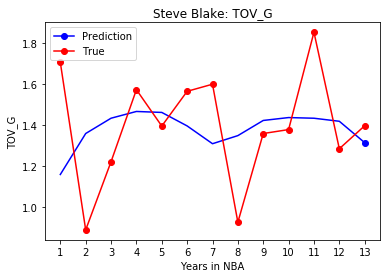 Steve Blake: TOV_G
Prediction
True
1.8
1.6
1.4
1.2
1.0
TOV_G
1 2 3 4 5 6 7 8 9 10 11 12 13
Years in NBA